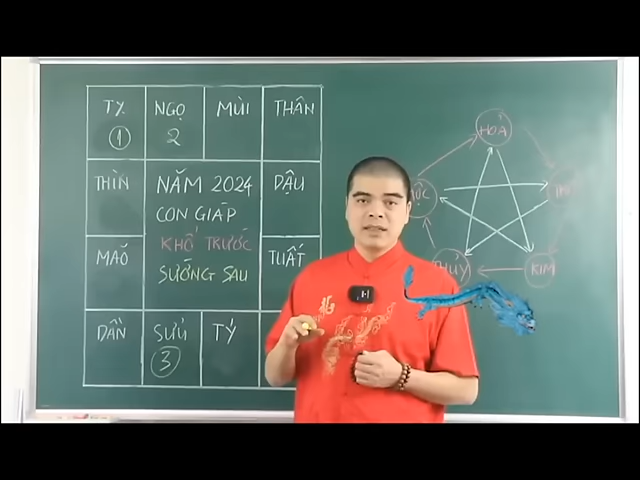 TỴ NGỌ MÙI THÂN
1 2
THÌN NĂM 2024 DẬU
CON GIÁP
MÃO KHỔ TRƯỚC TUẤT
SƯỚNG SAU
DẦN SỬU TÝ
3
HOẢ
THỦY KIM